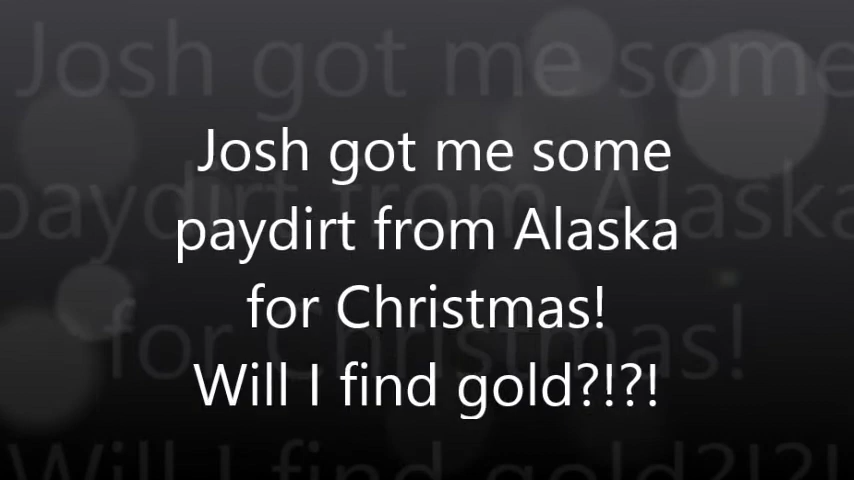 Josh got me some
paydirt from Alaska
for Christmas!
Will I find gold?!?!